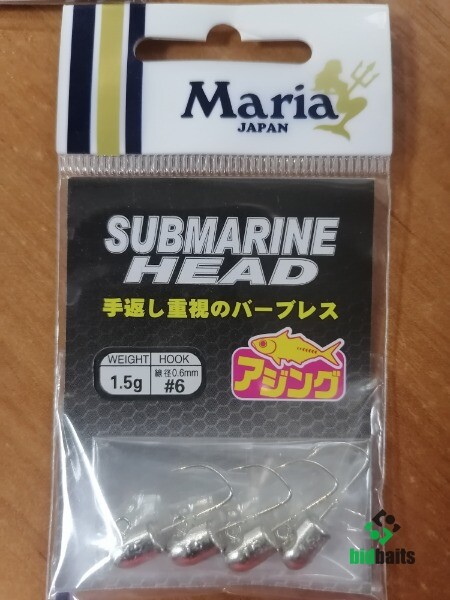 Maria
JAPAN
SUBMARINE
HEAD
手返し重視のバーブレス
WEIGHT
1.5g
HOOK
線径0.6mm
#6
アジング
bigbaits